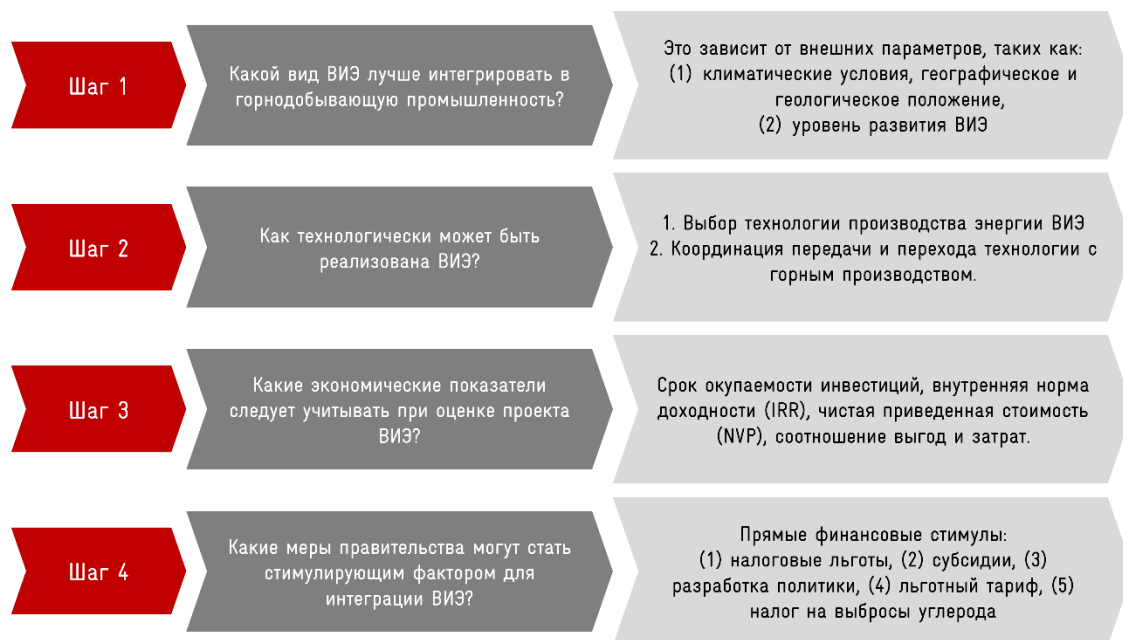 Шаг 1
Какой вид ВИЭ лучше интегрировать в
горнодобывающую промышленность?
Это зависит от внешних параметров, таких как:
(1) климатические условия, географическое и
геологическое положение,
(2) уровень развития ВИЭ
Шаг 2
Как технологически может быть
реализована ВИЭ?
1. Выбор технологии производства энергии ВИЭ
2. Координация передачи и перехода технологии с
горным производством.
Шаг 3
Какие экономические показатели
следует учитывать при оценке проекта
ВИЭ?
Срок окупаемости инвестиций, внутренняя норма
доходности (IRR), чистая приведенная стоимость
(NVP), соотношение выгод и затрат.
Шаг 4
Какие меры правительства могут стать
стимулирующим фактором для
интеграции ВИЭ?
Прямые финансовые стимулы:
(1) налоговые льготы, (2) субсидии, (3)
разработка политики, (4) льготный тариф, (5)
налог на выбросы углерода